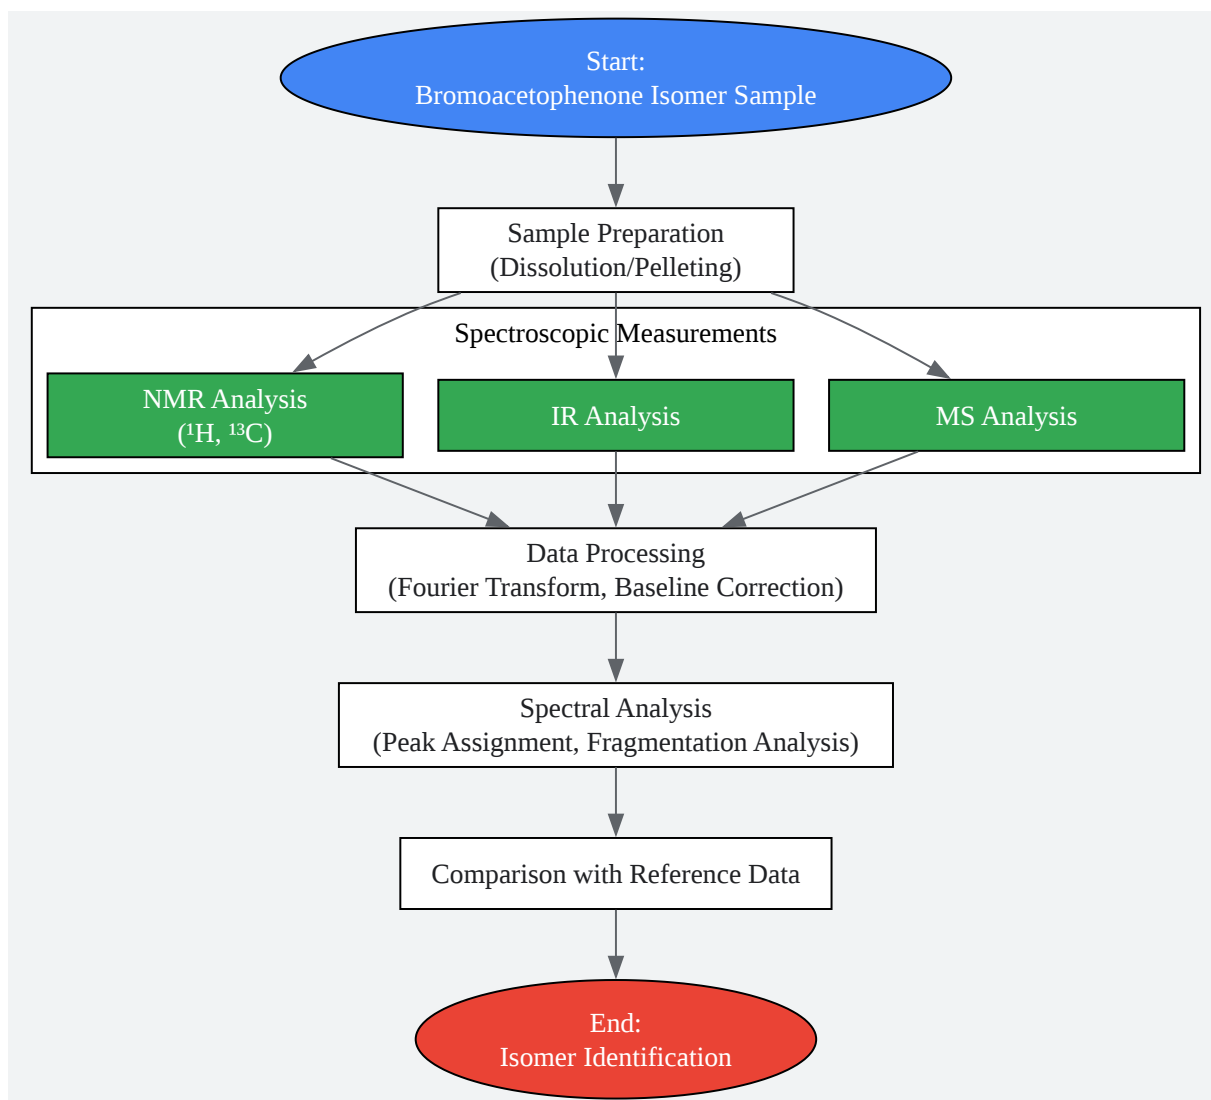 Start:
Bromoacetophenone Isomer Sample
Sample Preparation
(Dissolution/Pelleting)
Spectroscopic Measurements
NMR Analysis
(¹H, ¹³C)
IR Analysis
MS Analysis
Data Processing
(Fourier Transform, Baseline Correction)
Spectral Analysis
(Peak Assignment, Fragmentation Analysis)
Comparison with Reference Data
End:
Isomer Identification